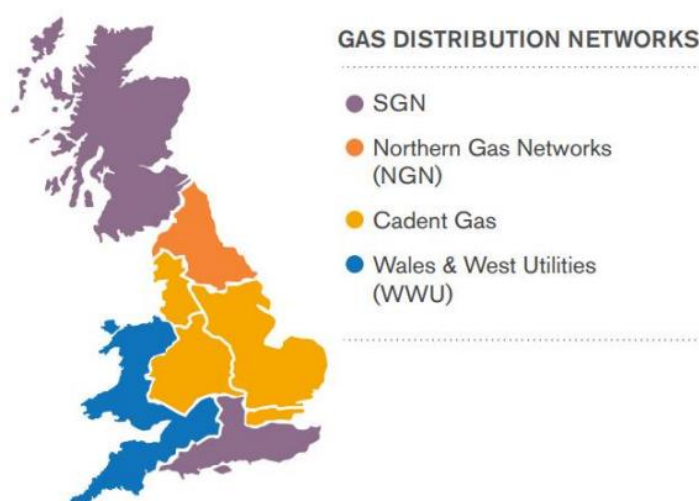 GAS DISTRIBUTION NETWORKS
SGN
Northern Gas Networks
(NGN)
Cadent Gas
Wales & West Utilities
(WWU)